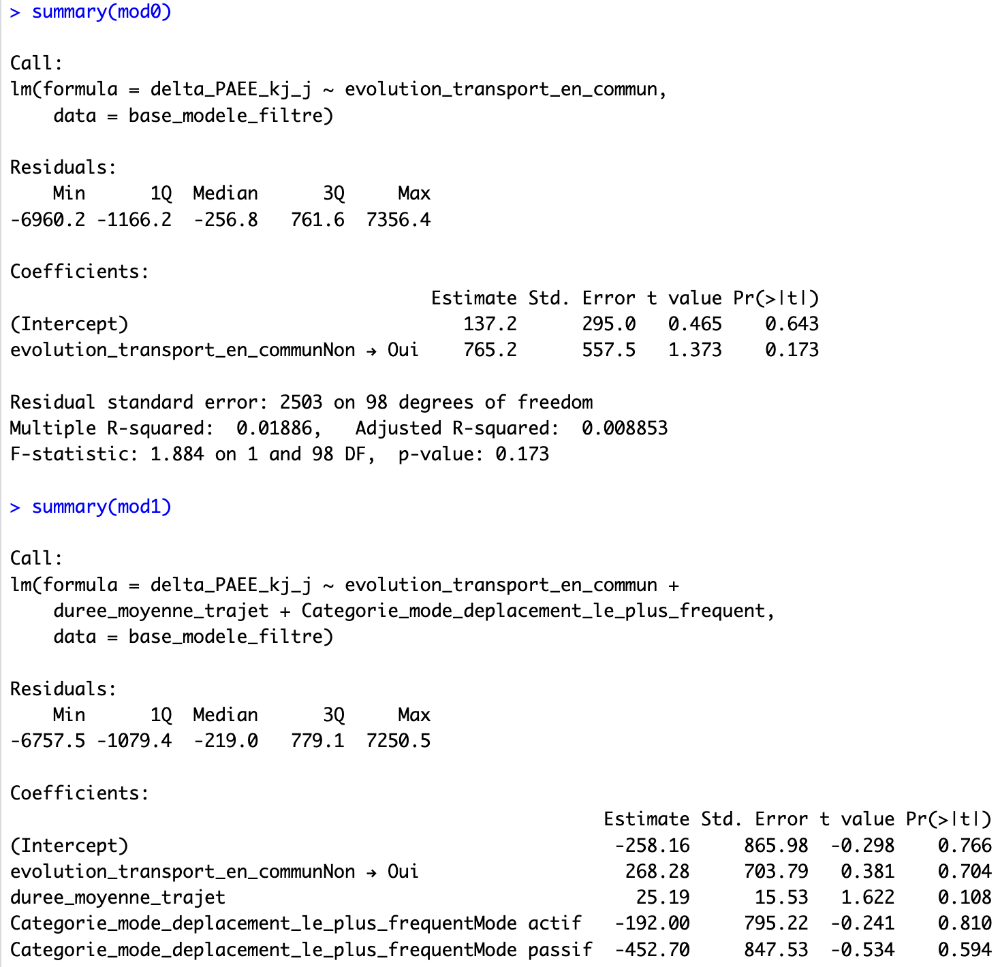 > summary(mod0)
Call:
lm(formula = delta_PAEE_kj_j ~ evolution_transport_en_commun,
    data = base_modele_filtre)
Residuals:
    Min      1Q  Median      3Q     Max
-6960.2 -1166.2  -256.8   761.6  7356.4
Coefficients:
                                       Estimate Std. Error t value Pr(>|t|)
(Intercept)                               137.2      295.0   0.465    0.643
evolution_transport_en_communNon → Oui    765.2      557.5   1.373    0.173
Residual standard error: 2503 on 98 degrees of freedom
Multiple R-squared:  0.01886,   Adjusted R-squared:  0.008853
F-statistic: 1.884 on 1 and 98 DF,  p-value: 0.173
> summary(mod1)
Call:
lm(formula = delta_PAEE_kj_j ~ evolution_transport_en_commun +
    duree_moyenne_trajet + Categorie_mode_deplacement_le_plus_frequent,
    data = base_modele_filtre)
Residuals:
    Min      1Q  Median      3Q     Max
-6757.5 -1079.4  -219.0   779.1  7250.5
Coefficients:
                                                       Estimate Std. Error t value Pr(>|t|)
(Intercept)                                             -258.16     865.98  -0.298    0.766
evolution_transport_en_communNon → Oui                   268.28     703.79   0.381    0.704
duree_moyenne_trajet                                      25.19      15.53   1.622    0.108
Categorie_mode_deplacement_le_plus_frequentMode actif   -192.00     795.22  -0.241    0.810
Categorie_mode_deplacement_le_plus_frequentMode passif  -452.70     847.53  -0.534    0.594